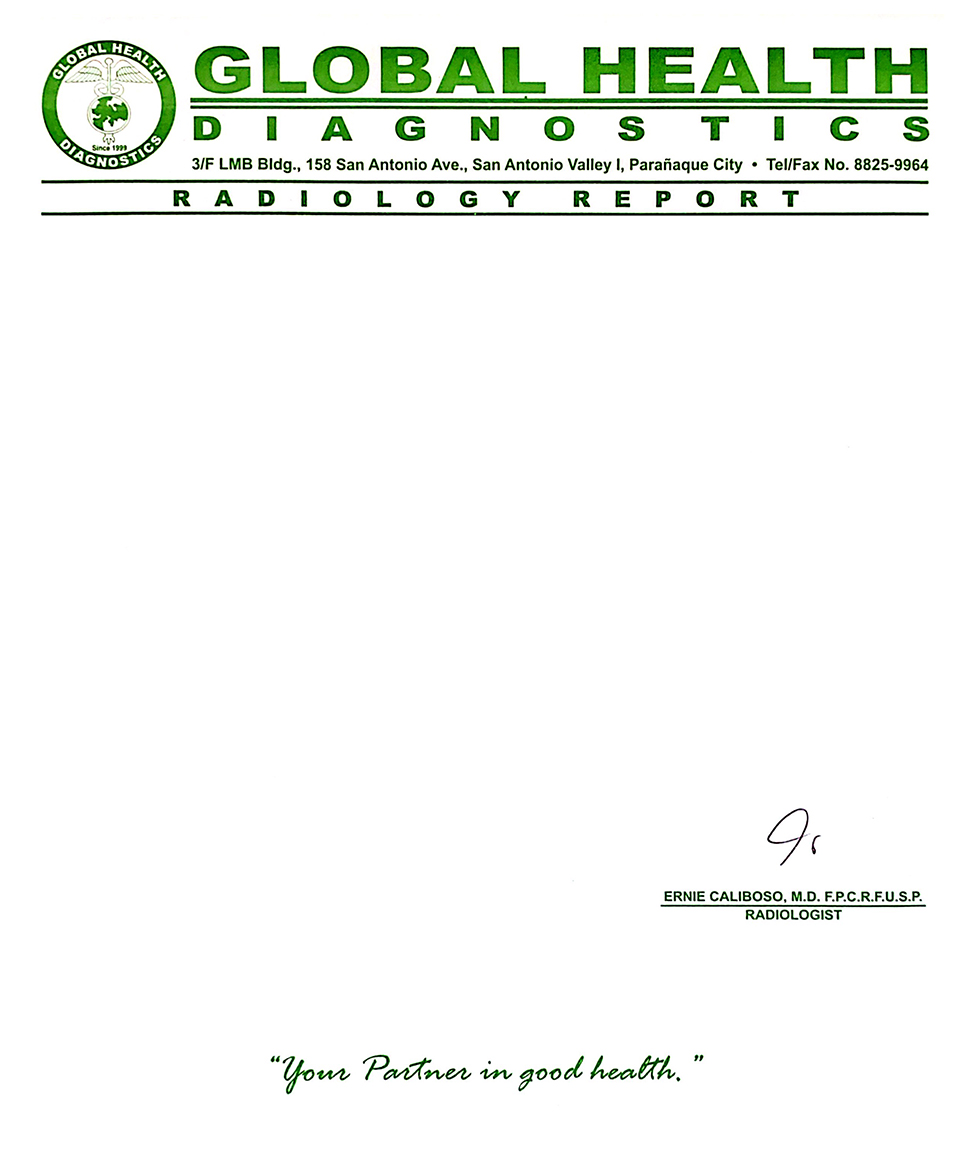 GLOBAL HEALTH
DIAGNOSTICS
Since 1999
GLOBAL HEALTH
DIAGNOSTICS
3/F LMB Bldg., 158 San Antonio Ave., San Antonio Valley I, Parañaque City • Tel/Fax No. 8825-9964
RADIOLOGY REPORT
ERNIE CALIBOSO, M.D. F.P.C.R.F.U.S.P.
RADIOLOGIST
“Your Partner in good health.”